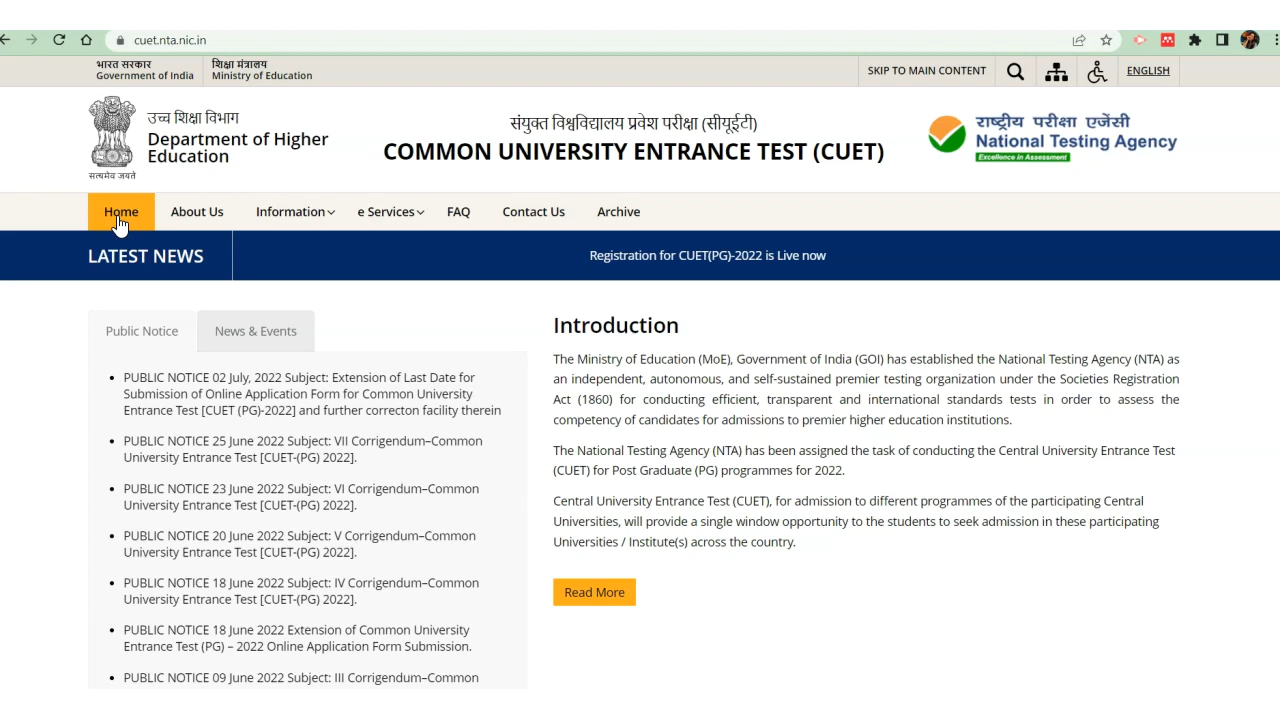 cuet.nta.nic.in
भारत सरकार
Government of India
शिक्षा मंत्रालय
Ministry of Education
SKIP TO MAIN CONTENT
ENGLISH
सत्यमेव जयते
उच्च शिक्षा विभाग
Department of Higher
Education
संयुक्त विश्वविद्यालय प्रवेश परीक्षा (सीयूईटी)
COMMON UNIVERSITY ENTRANCE TEST (CUET)
राष्ट्रीय परीक्षा एजेंसी
National Testing Agency
Excellence in Assessment
Home
About Us
Information
e Services
FAQ
Contact Us
Archive
LATEST NEWS
Registration for CUET(PG)-2022 is Live now
Public Notice
News & Events
PUBLIC NOTICE 02 July, 2022 Subject: Extension of Last Date for
Submission of Online Application Form for Common University
Entrance Test [CUET (PG)-2022] and further correcton facility therein
PUBLIC NOTICE 25 June 2022 Subject: VII Corrigendum–Common
University Entrance Test [CUET-(PG) 2022].
PUBLIC NOTICE 23 June 2022 Subject: VI Corrigendum–Common
University Entrance Test [CUET-(PG) 2022].
PUBLIC NOTICE 20 June 2022 Subject: V Corrigendum–Common
University Entrance Test [CUET-(PG) 2022].
PUBLIC NOTICE 18 June 2022 Subject: IV Corrigendum–Common
University Entrance Test [CUET-(PG) 2022].
PUBLIC NOTICE 18 June 2022 Extension of Common University
Entrance Test (PG) – 2022 Online Application Form Submission.
PUBLIC NOTICE 09 June 2022 Subject: III Corrigendum–Common
Introduction
The Ministry of Education (MoE), Government of India (GOI) has established the National Testing Agency (NTA) as
an independent, autonomous, and self-sustained premier testing organization under the Societies Registration
Act (1860) for conducting efficient, transparent and international standards tests in order to assess the
competency of candidates for admissions to premier higher education institutions.
The National Testing Agency (NTA) has been assigned the task of conducting the Central University Entrance Test
(CUET) for Post Graduate (PG) programmes for 2022.
Central University Entrance Test (CUET), for admission to different programmes of the participating Central
Universities, will provide a single window opportunity to the students to seek admission in these participating
Universities / Institute(s) across the country.
Read More